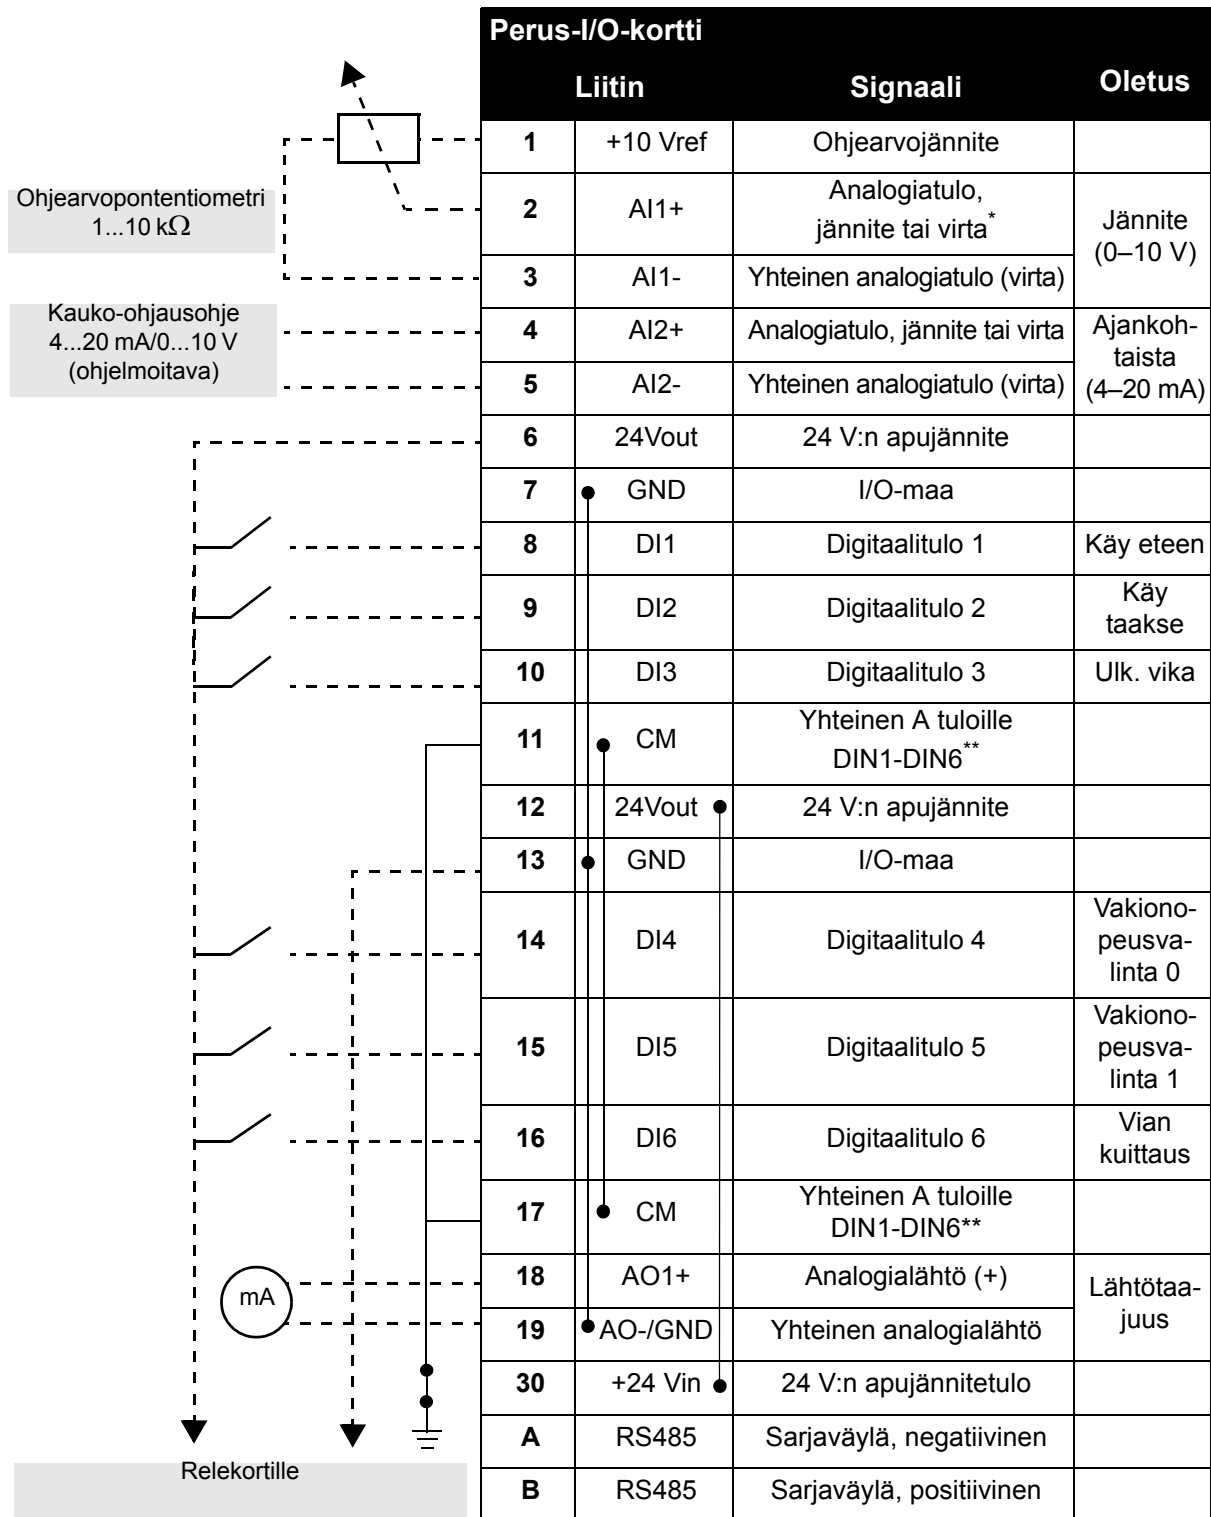 Perus-I/O-kortti
Liitin Signaali Oletus
1 +10 Vref Ohjearvojännite
Ohjearvopontentiometri
1...10 kΩ
2 AI1+ Analogiatulo,
jännite tai virta*
Jännite
(0–10 V)
3 AI1- Yhteinen analogiatulo (virta)
Kauko-ohjausohje
4...20 mA/0...10 V
(ohjelmoitava)
4 AI2+ Analogiatulo, jännite tai virta
Ajankoh-
taista
(4–20 mA)
5 AI2- Yhteinen analogiatulo (virta)
6 24Vout 24 V:n apujännite
7 GND I/O-maa
8 DI1 Digitaalitulo 1 Käy eteen
9 DI2 Digitaalitulo 2 Käy
taakse
10 DI3 Digitaalitulo 3 Ulk. vika
11 CM Yhteinen A tuloille
DIN1-DIN6**
12 24Vout 24 V:n apujännite
13 GND I/O-maa
14 DI4 Digitaalitulo 4 Vakiono-
peusva-
linta 0
15 DI5 Digitaalitulo 5 Vakiono-
peusva-
linta 1
16 DI6 Digitaalitulo 6 Vian
kuittaus
17 CM Yhteinen A tuloille
DIN1-DIN6**
mA
18 AO1+ Analogialähtö (+)
Lähtötaa-
juus
19 AO-/GND Yhteinen analogialähtö
30 +24 Vin 24 V:n apujännitetulo
A RS485 Sarjaväylä, negatiivinen
Relekortille
B RS485 Sarjaväylä, positiivinen